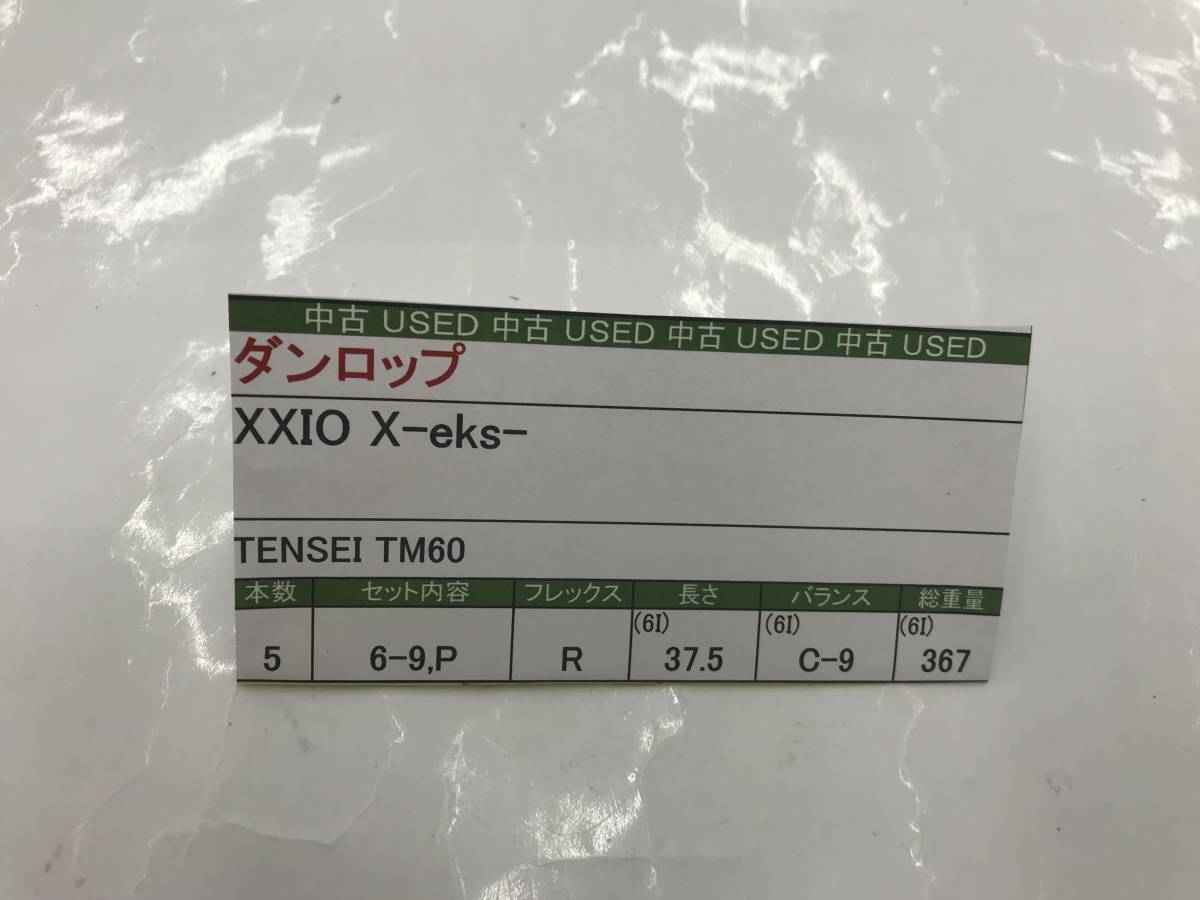 中古 USED 中古 USED 中古 USED 中古 USED
ダンロップ
XXIO X-eks-
TENSEI TM60
本数 セット内容 フレックス 長さ バランス 総重量
(6I) (6I) (6I)
5 6-9,P R 37.5 C-9 367